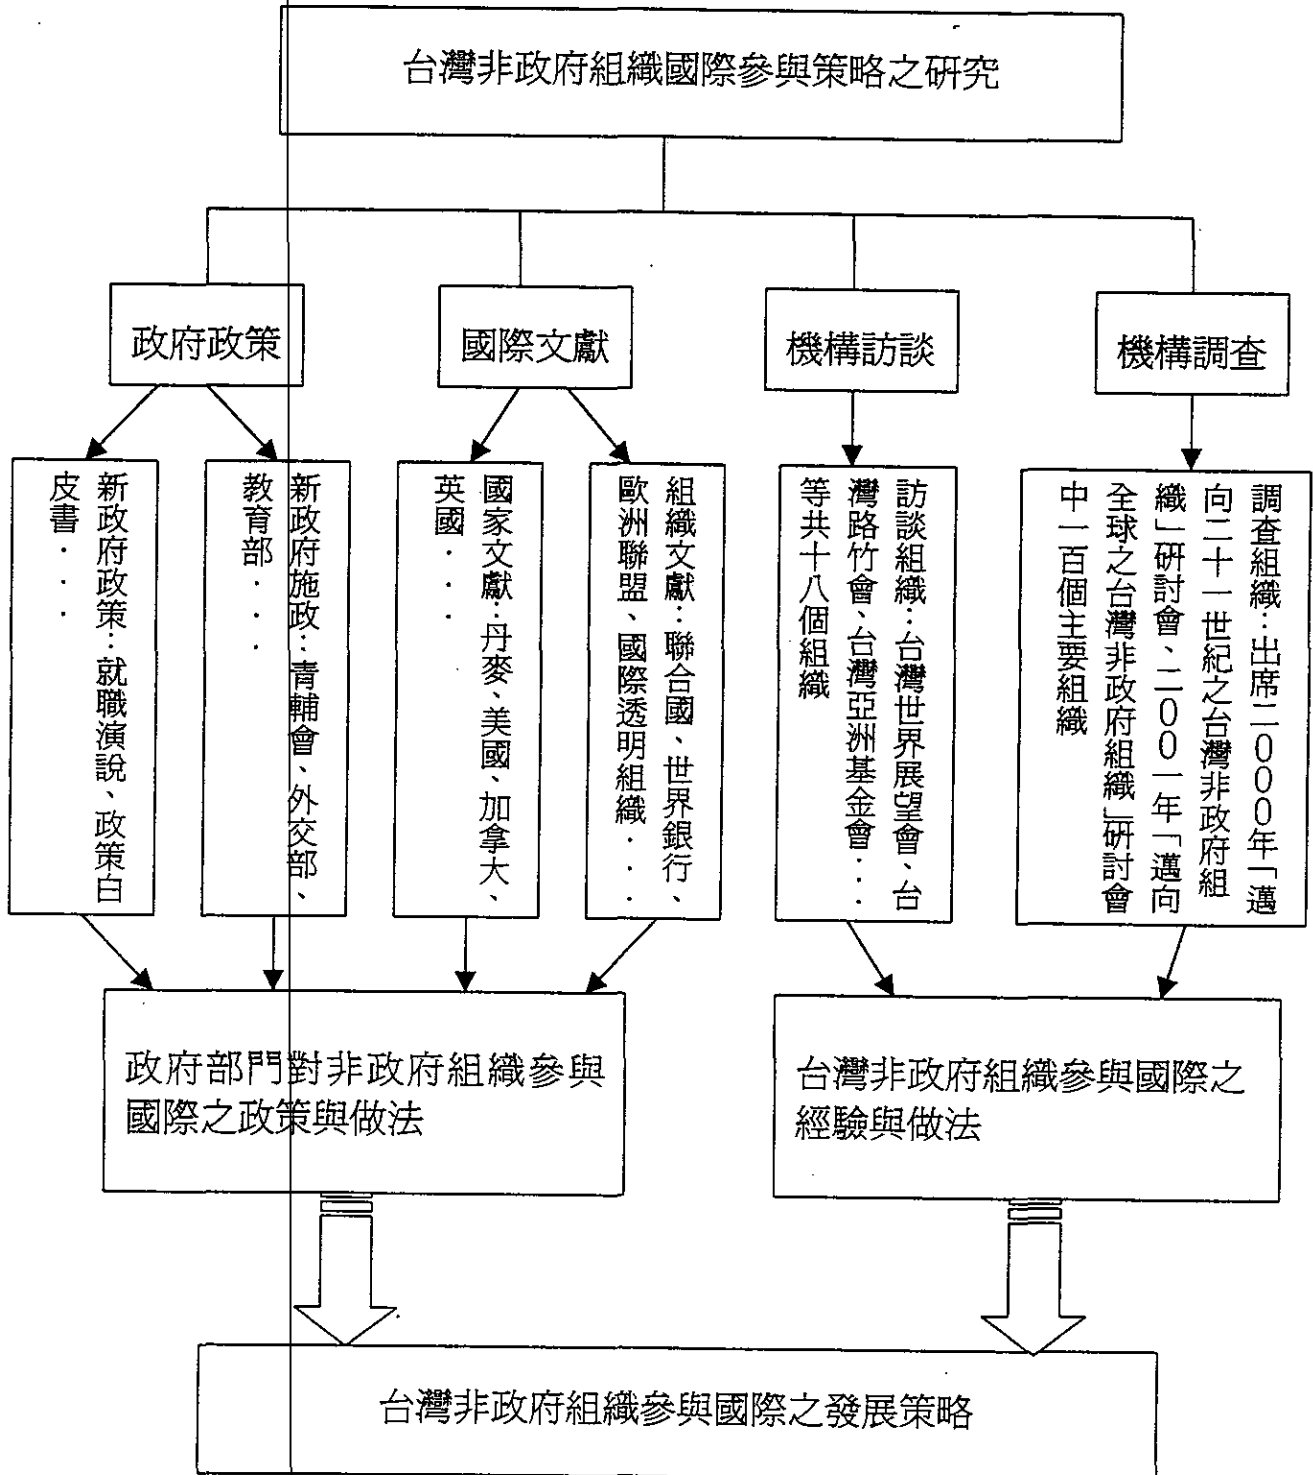 台灣非政府組織國際參與策略之研究
政府政策
國際文獻
機構訪談
機構調查
新政府政策：就職演說、政策白
皮書．．．
新政府施政：青輔會、外交部、
教育部．．．
國家文獻：丹麥、美國、加拿大、
英國．．．
組織文獻：聯合國、世界銀行、
歐洲聯盟、國際透明組織．．．
訪談組織：台灣世界展望會、台
灣路竹會、台灣亞洲基金會．．．
等共十八個組織
調查組織：出席二000年「邁
向二十一世紀之台灣非政府組
織」研討會、二00一年「邁向
全球之台灣非政府組織」研討會
中一百個主要組織
政府部門對非政府組織參與
國際之政策與做法
台灣非政府組織參與國際之
經驗與做法
台灣非政府組織參與國際之發展策略